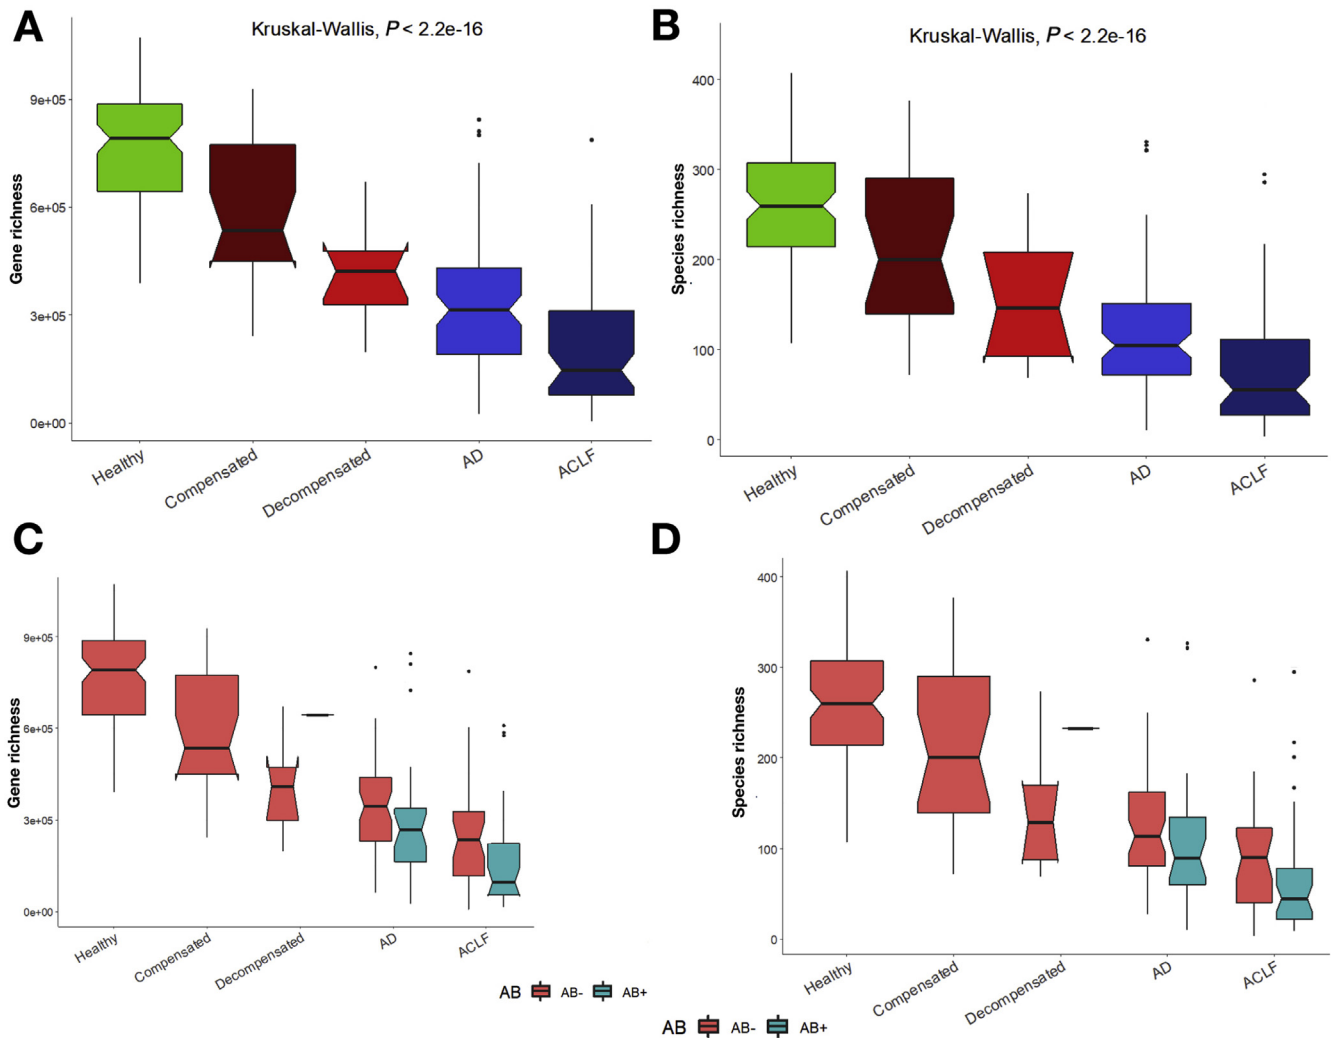 A
Kruskal-Wallis, P < 2.2e-16
Gene richness
9e+05
6e+05
3e+05
0e+00
Healthy
Compensated
Decompensated
AD
ACLF
B
Kruskal-Wallis, P < 2.2e-16
Species richness
400
300
200
100
0
Healthy
Compensated
Decompensated
AD
ACLF
C
Gene richness
9e+05
6e+05
3e+05
0e+00
Healthy
Compensated
Decompensated
AD
ACLF
AB AB- AB+
D
Species richness
400
300
200
100
0
Healthy
Compensated
Decompensated
AD
ACLF
AB AB- AB+